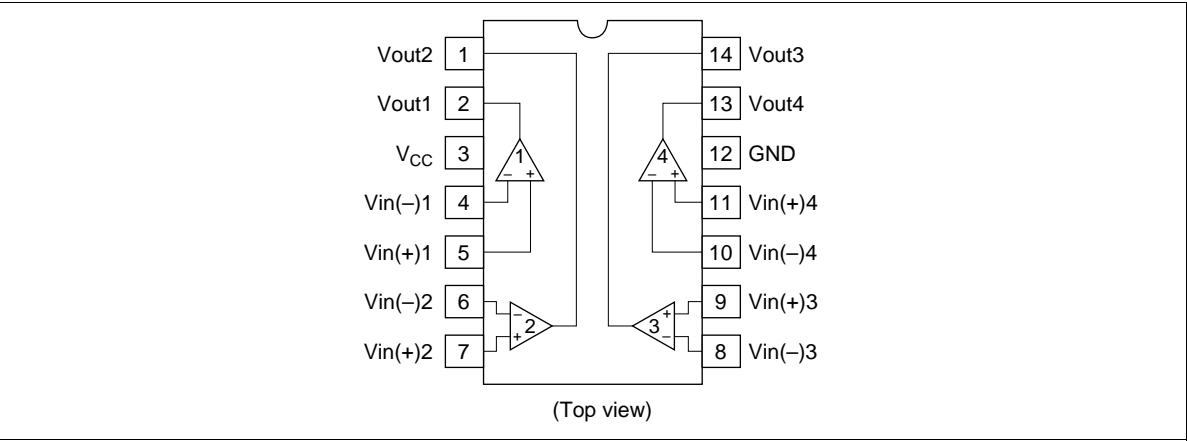 Vout2 1 14 Vout3
Vout1 2 13 Vout4
VCC 3 1 4 12 GND
– + – +
Vin(–)1 4 11 Vin(+)4
Vin(+)1 5 10 Vin(–)4
Vin(–)2 6 – + 9 Vin(+)3
2 3
Vin(+)2 7 + – 8 Vin(–)3
(Top view)